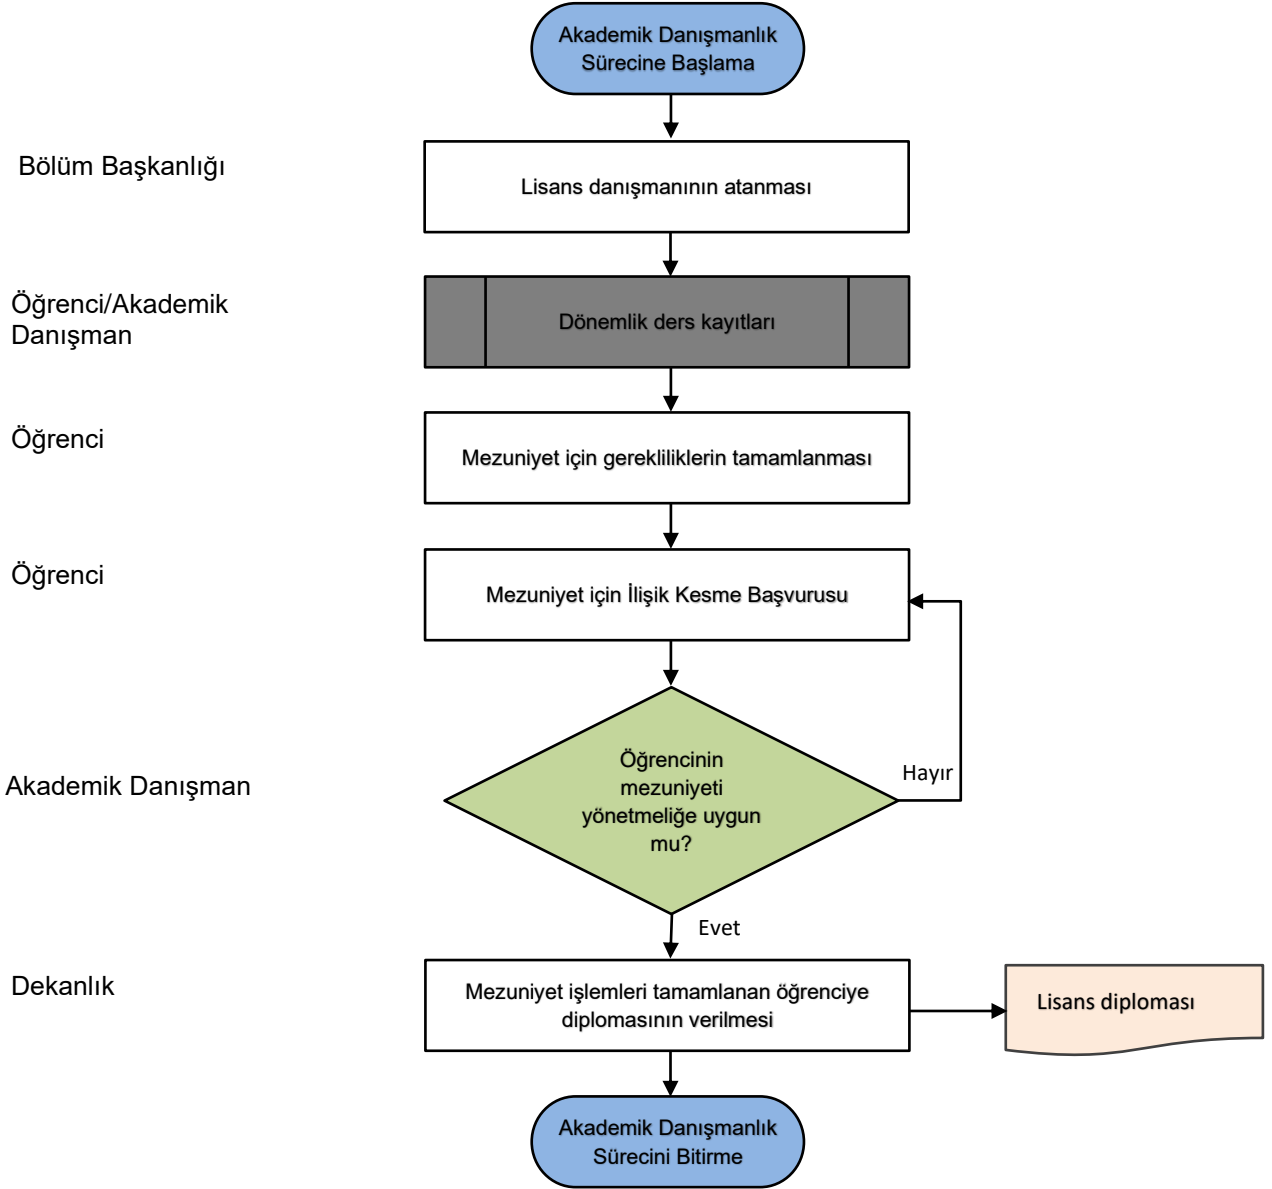 Akademik Danışmanlık
Sürecine Başlama
Bölüm Başkanlığı
Lisans danışmanının atanması
Öğrenci/Akademik
Danışman
Dönemlik ders kayıtları
Öğrenci
Mezuniyet için gerekliliklerin tamamlanması
Öğrenci
Mezuniyet için İlişik Kesme Başvurusu
Akademik Danışman
Öğrencinin
mezuniyeti
yönetmeliğe uygun
mu?
Hayır
Evet
Dekanlık
Mezuniyet işlemleri tamamlanan öğrenciye
diplomasının verilmesi
Lisans diploması
Akademik Danışmanlık
Sürecini Bitirme